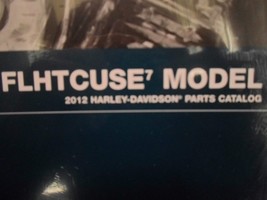 FLHTCUSE⁷ MODEL
2012 HARLEY-DAVIDSON® PARTS CATALOG